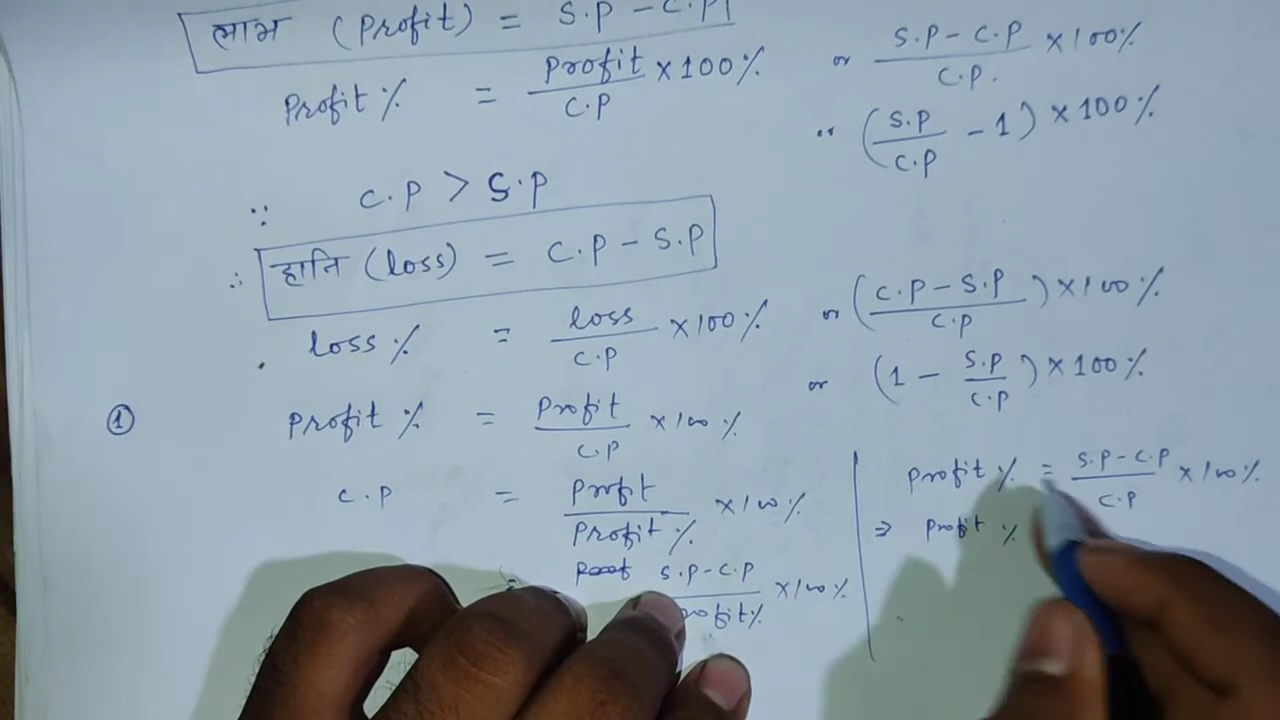 लाभ (Profit) = S.P - C.P
Profit % = Profit/C.P × 100% or S.P - C.P/C.P. × 100%
or (S.P/C.P - 1) × 100%
∵ C.P > S.P
∴ हानि (loss) = C.P - S.P
loss % = loss/C.P × 100% or (C.P - S.P/C.P) × 100%
or (1 - S.P/C.P) × 100%
① Profit % = Profit/C.P × 100%
C.P = Profit/Profit % × 100%
S.P - C.P/Profit% × 100%
Profit % = S.P - C.P/C.P × 100%
⇒ Profit %